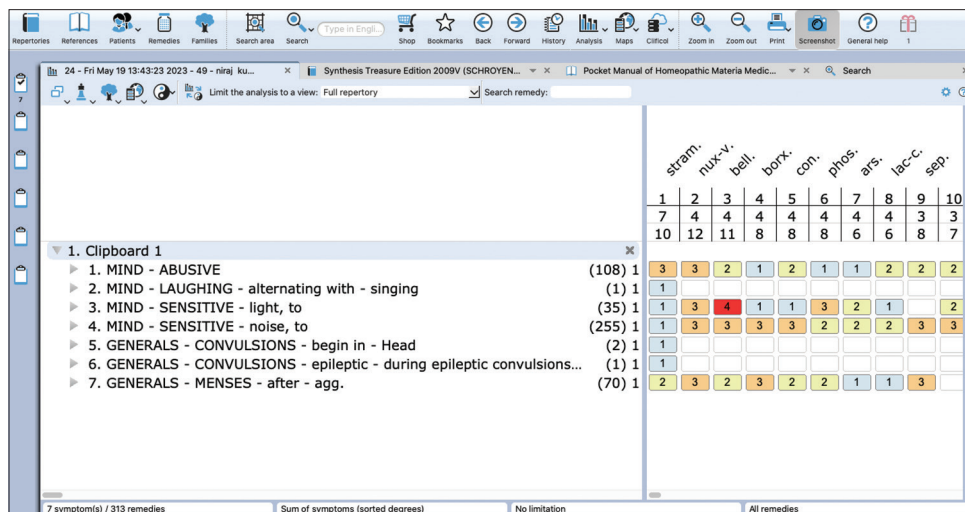 Repertories References Patients Remedies Families Search area Search Type in Engli... Shop Bookmarks Back Forward History Analysis Maps Clificol Zoom in Zoom out Print Screenshot General help 1
24 - Fri May 19 13:43:23 2023 - 49 - niraj ku... × Synthesis Treasure Edition 2009V (SCHROYEN... × Pocket Manual of Homeopathic Materia Medic... × Search
7
Limit the analysis to a view: Full repertory Search remedy:
stram. nux-v. bell. borx. con. phos. ars. lac-c. sep.
1 2 3 4 5 6 7 8 9 10
7 4 4 4 4 4 4 4 3 3
10 12 11 8 8 8 6 6 8 7
1. Clipboard 1
1. MIND - ABUSIVE (108) 1 3 3 2 1 2 1 1 2 2 2
2. MIND - LAUGHING - alternating with - singing (1) 1 1
3. MIND - SENSITIVE - light, to (35) 1 1 3 4 1 1 3 2 1 2
4. MIND - SENSITIVE - noise, to (255) 1 1 3 3 3 3 2 2 2 3 3
5. GENERALS - CONVULSIONS - begin in - Head (2) 1 1
6. GENERALS - CONVULSIONS - epileptic - during epileptic convulsions... (1) 1 1
7. GENERALS - MENSES - after - agg. (70) 1 2 3 2 3 2 2 1 1 3
7 symptom(s) / 313 remedies Sum of symptoms (sorted degrees) No limitation All remedies